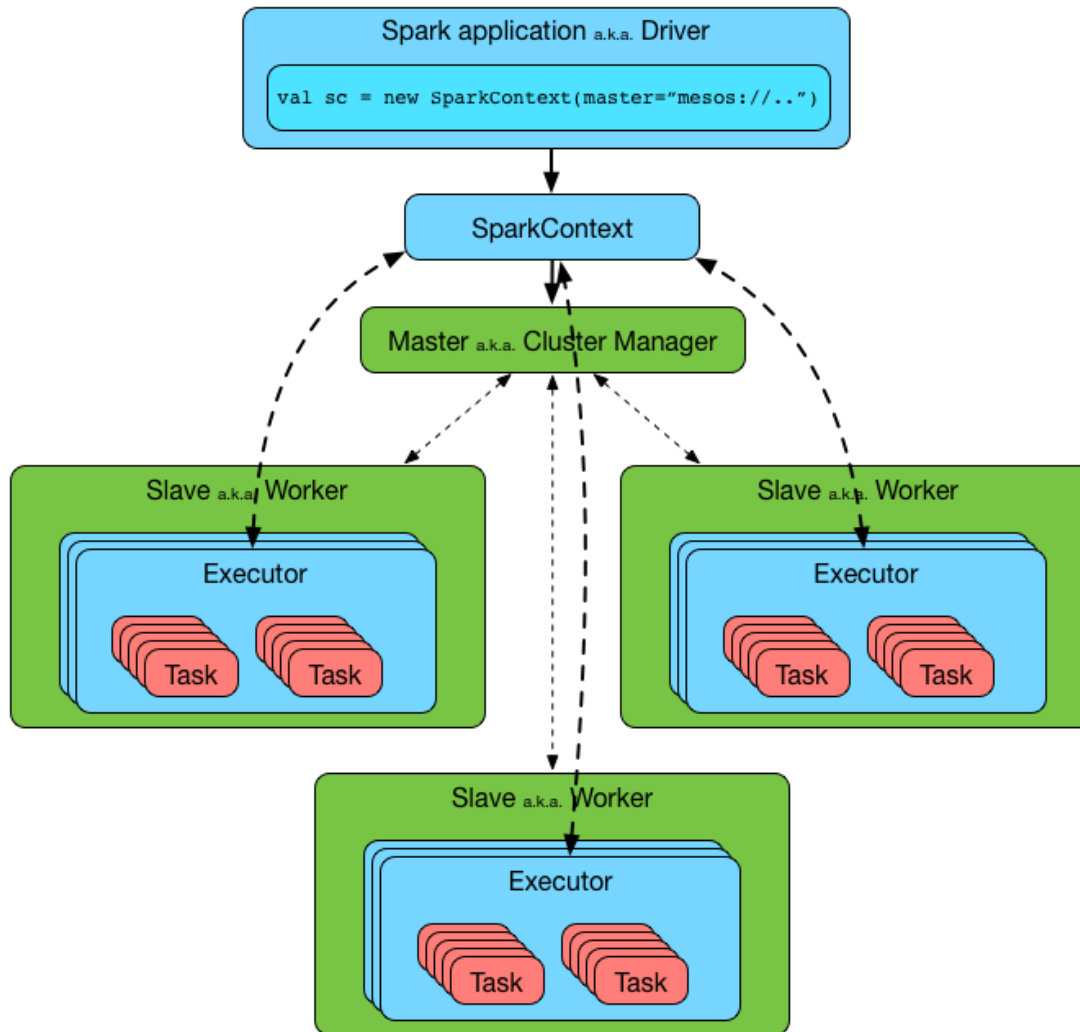 Spark application a.k.a. Driver
val sc = new SparkContext(master=“mesos://..”)
SparkContext
Master a.k.a. Cluster Manager
Slave a.k.a. Worker
Executor
Task
Task
Slave a.k.a. Worker
Executor
Task
Task
Slave a.k.a. Worker
Executor
Task
Task